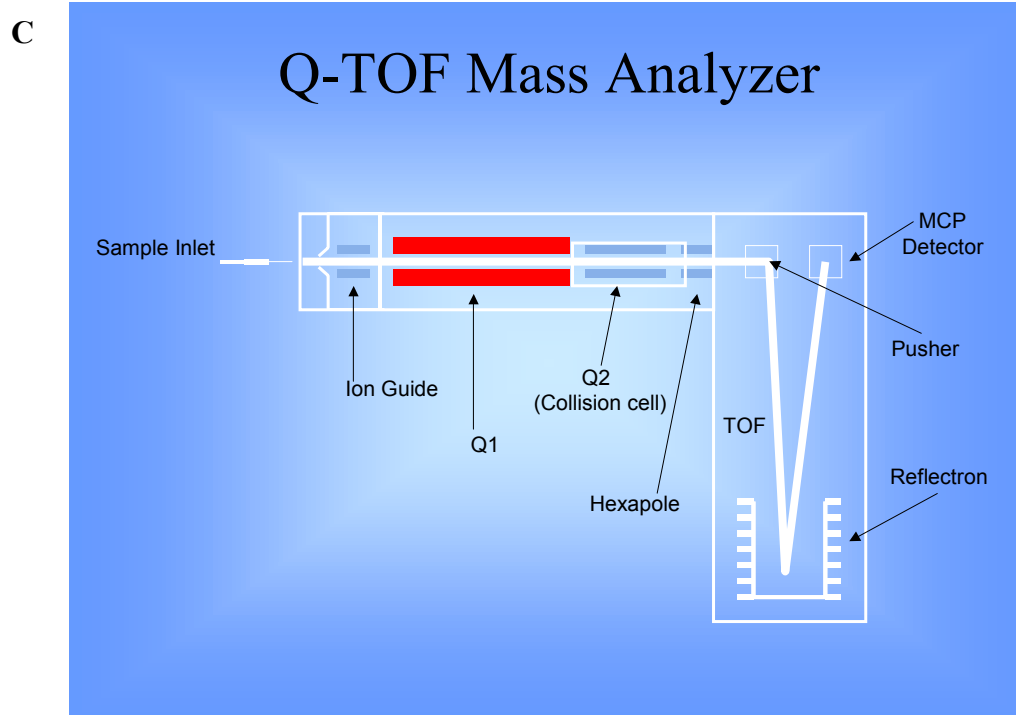 C
Q-TOF Mass Analyzer
Sample Inlet
MCP
Detector
Pusher
Ion Guide
Q2
(Collision cell)
Q1
TOF
Hexapole
Reflectron